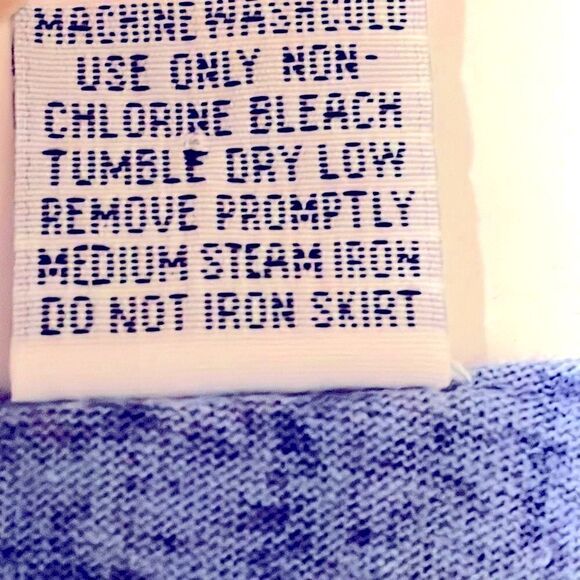 MACHINE WASH COLD
USE ONLY NON-
CHLORINE BLEACH
TUMBLE DRY LOW
REMOVE PROMPTLY
MEDIUM STEAM IRON
DO NOT IRON SKIRT